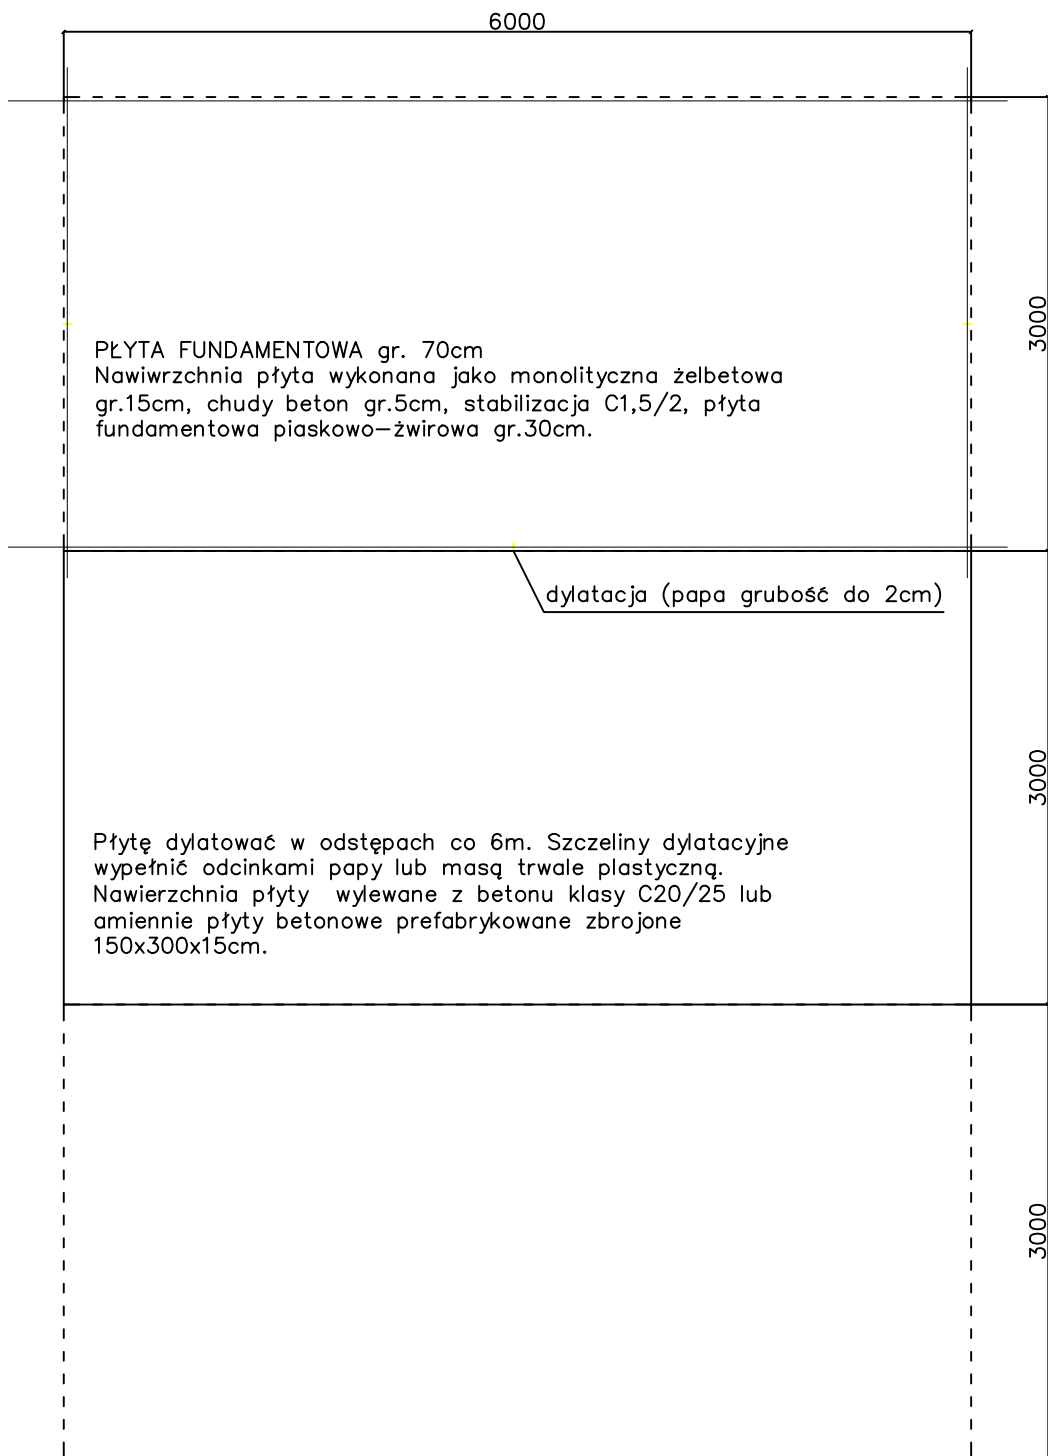 6000
3000
PŁYTA FUNDAMENTOWA gr. 70cm
Nawiwrzchnia płyta wykonana jako monolityczna żelbetowa
gr.15cm, chudy beton gr.5cm, stabilizacja C1,5/2, płyta
fundamentowa piaskowo-żwirowa gr.30cm.
dylatacja (papa grubość do 2cm)
3000
Płytę dylatować w odstępach co 6m. Szczeliny dylatacyjne
wypełnić odcinkami papy lub masą trwale plastyczną.
Nawierzchnia płyty wylewane z betonu klasy C20/25 lub
amiennie płyty betonowe prefabrykowane zbrojone
150x300x15cm.
3000